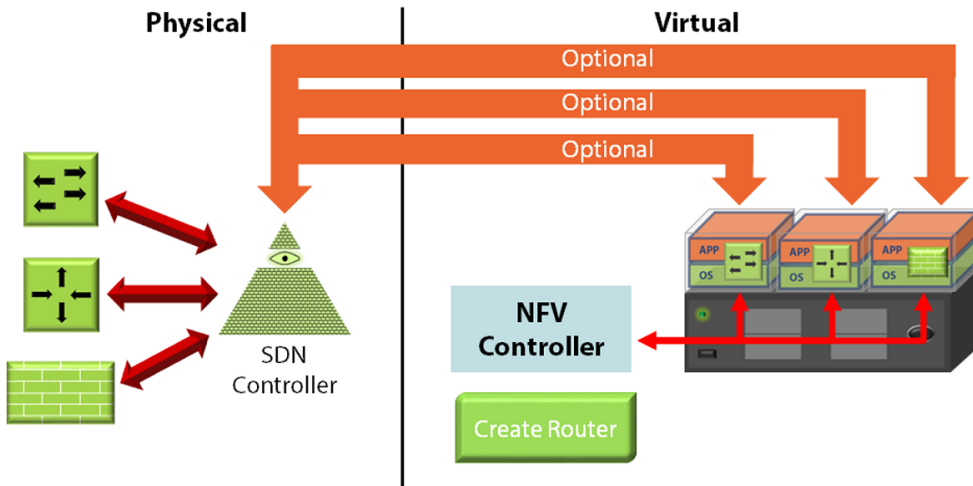 Physical
Virtual
Optional
Optional
Optional
APP
OS
APP
OS
APP
OS
SDN
Controller
NFV
Controller
Create Router